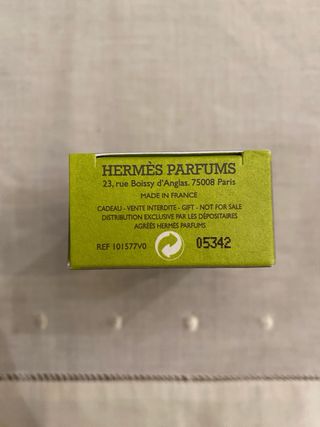 HERMÈS PARFUMS
23, rue Boissy d'Anglas. 75008 Paris
MADE IN FRANCE
CADEAU - VENTE INTERDITE - GIFT - NOT FOR SALE
DISTRIBUTION EXCLUSIVE PAR LES DÉPOSITAIRES
AGRÉÉS HERMÈS PARFUMS
REF 101577V0 05342